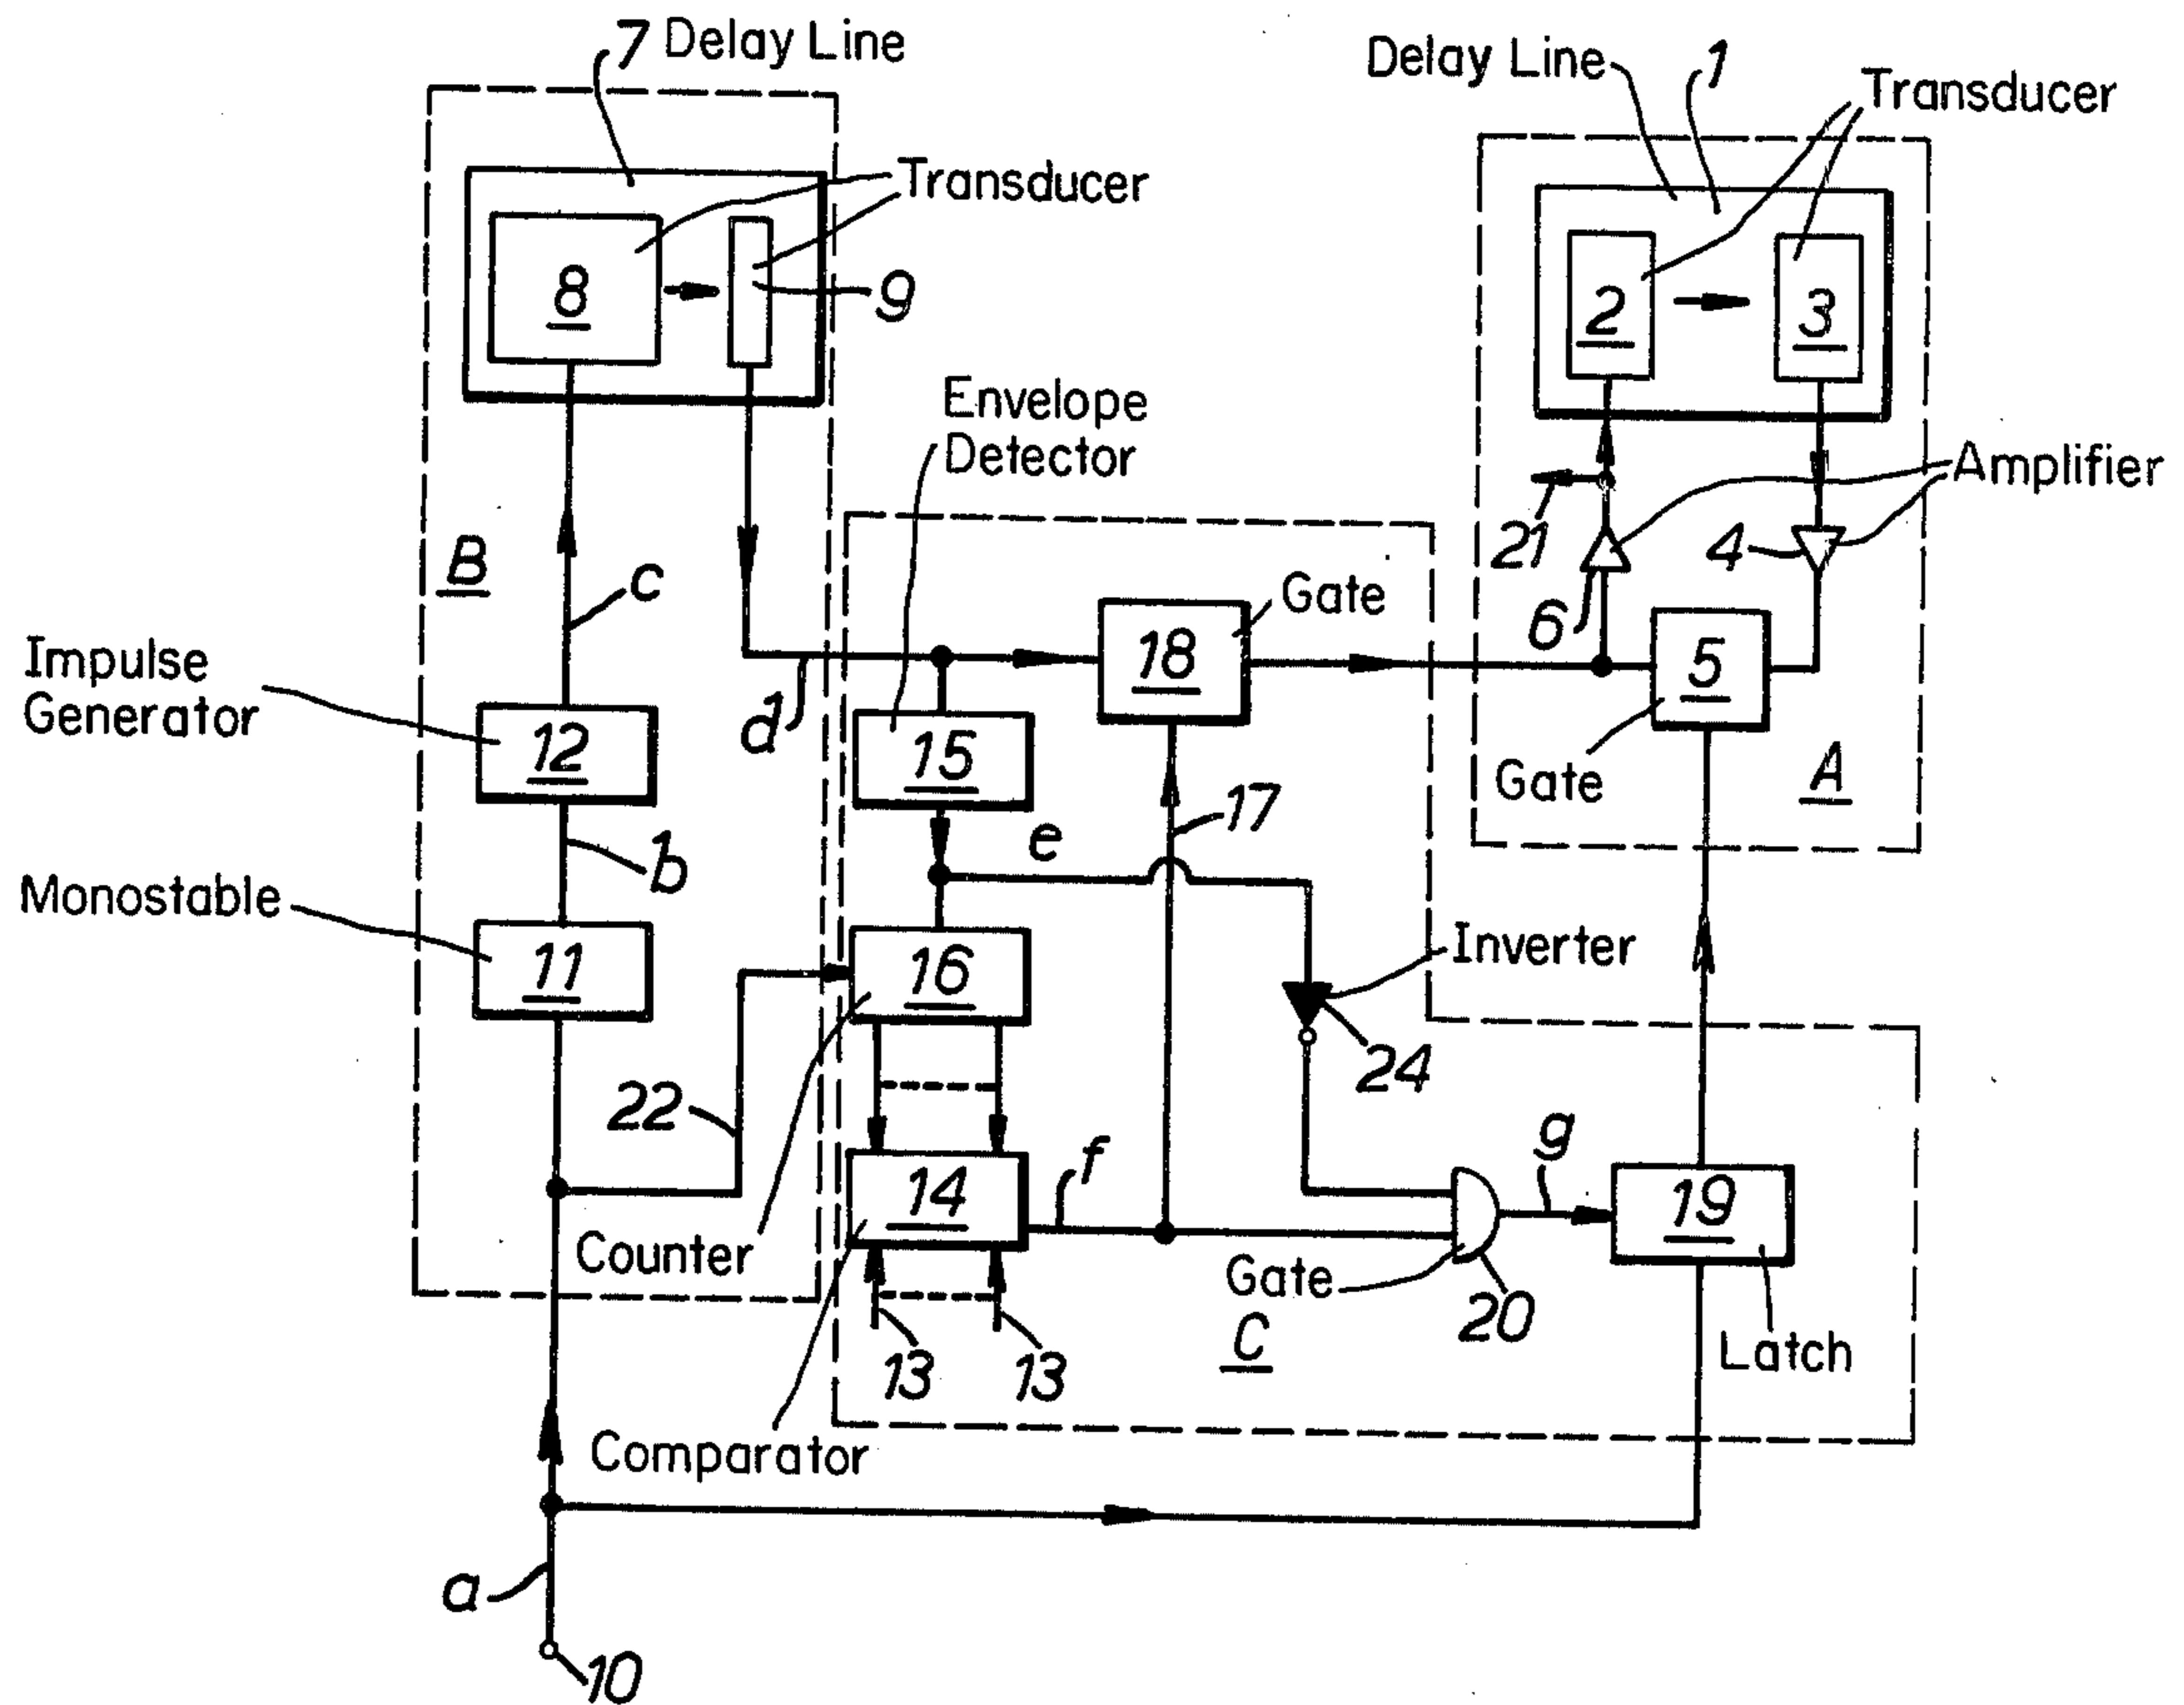 7 Delay Line
Delay Line
1
Transducer
Transducer
8
9
2
3
Envelope
Detector
Amplifier
21
4
B
c
Gate
6
Impulse
Generator
18
5
d
12
15
Gate
A
17
e
b
Monostable
11
16
Inverter
24
22
f
g
14
19
Counter
Gate
20
13
13
C
Latch
Comparator
a
10